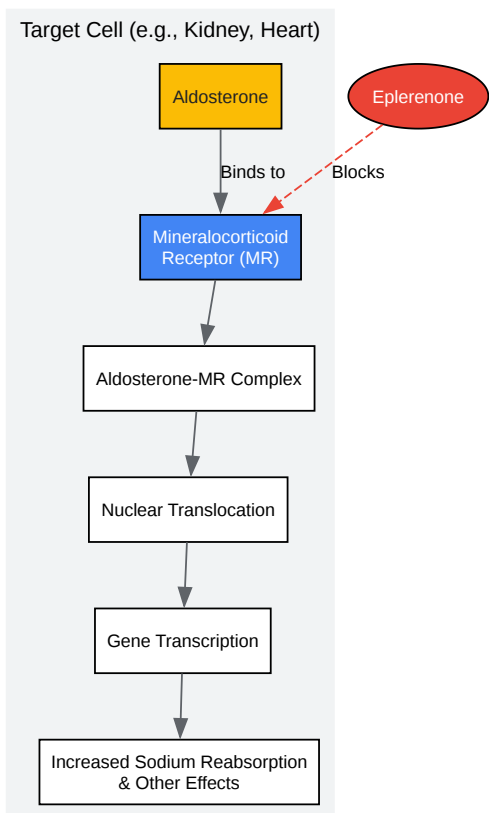 Target Cell (e.g., Kidney, Heart)
Aldosterone
Eplerenone
Binds to
Blocks
Mineralocorticoid
Receptor (MR)
Aldosterone-MR Complex
Nuclear Translocation
Gene Transcription
Increased Sodium Reabsorption
& Other Effects